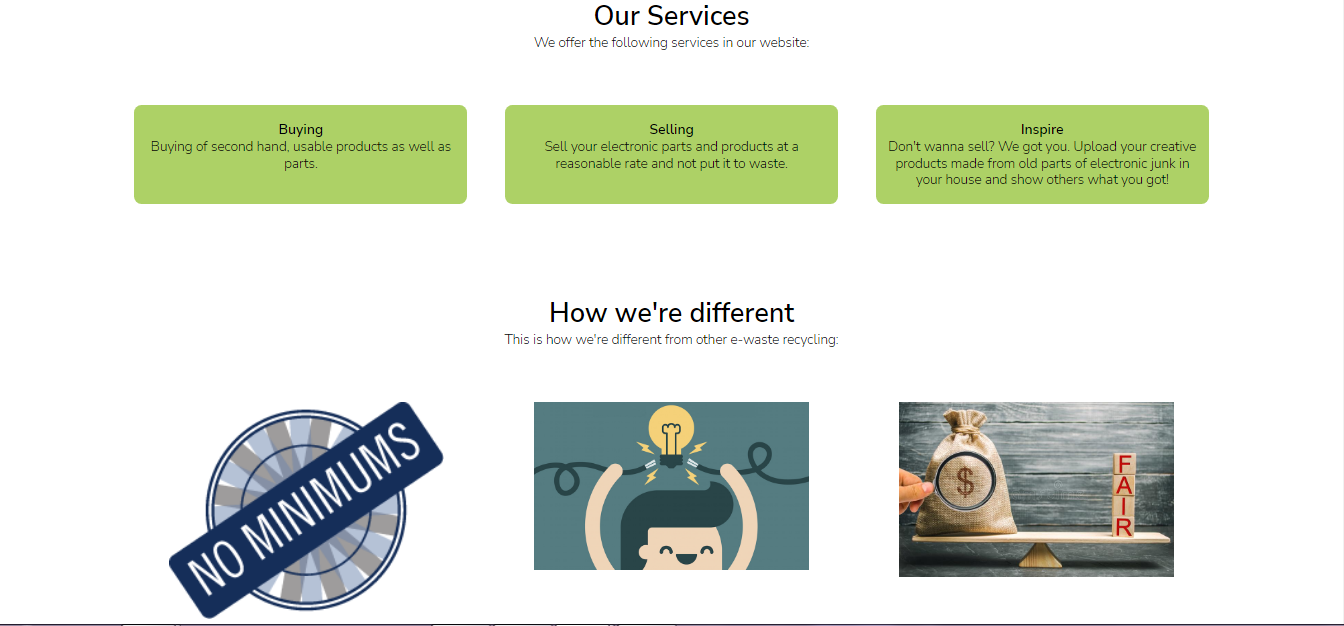 Our Services
We offer the following services in our website:
Buying
Buying of second hand, usable products as well as
parts.
Selling
Sell your electronic parts and products at a
reasonable rate and not put it to waste.
Inspire
Don't wanna sell? We got you. Upload your creative
products made from old parts of electronic junk in
your house and show others what you got!
How we're different
This is how we're different from other e-waste recycling:
NO MINIMUMS
$
F
A
I
R